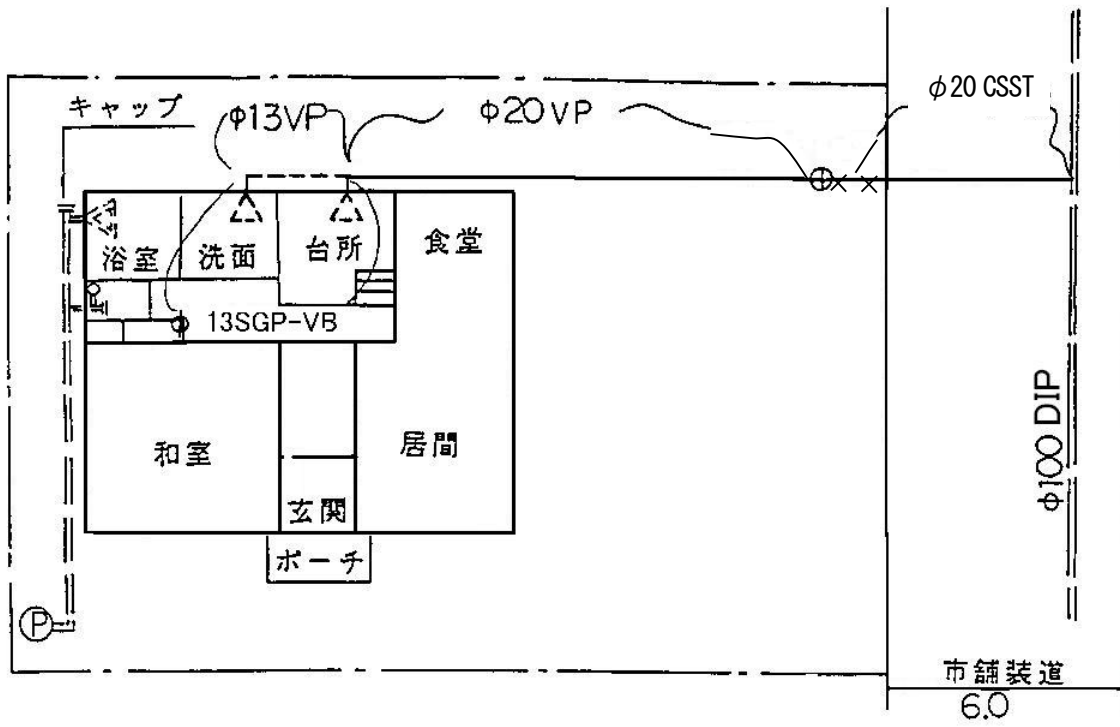 φ20 CSST
キャップ
φ13VP
φ20VP
浴室
洗面
台所
食堂
13SGP-VB
和室
居間
玄関
ポーチ
P
φ100 DIP
市舗装道
6.0